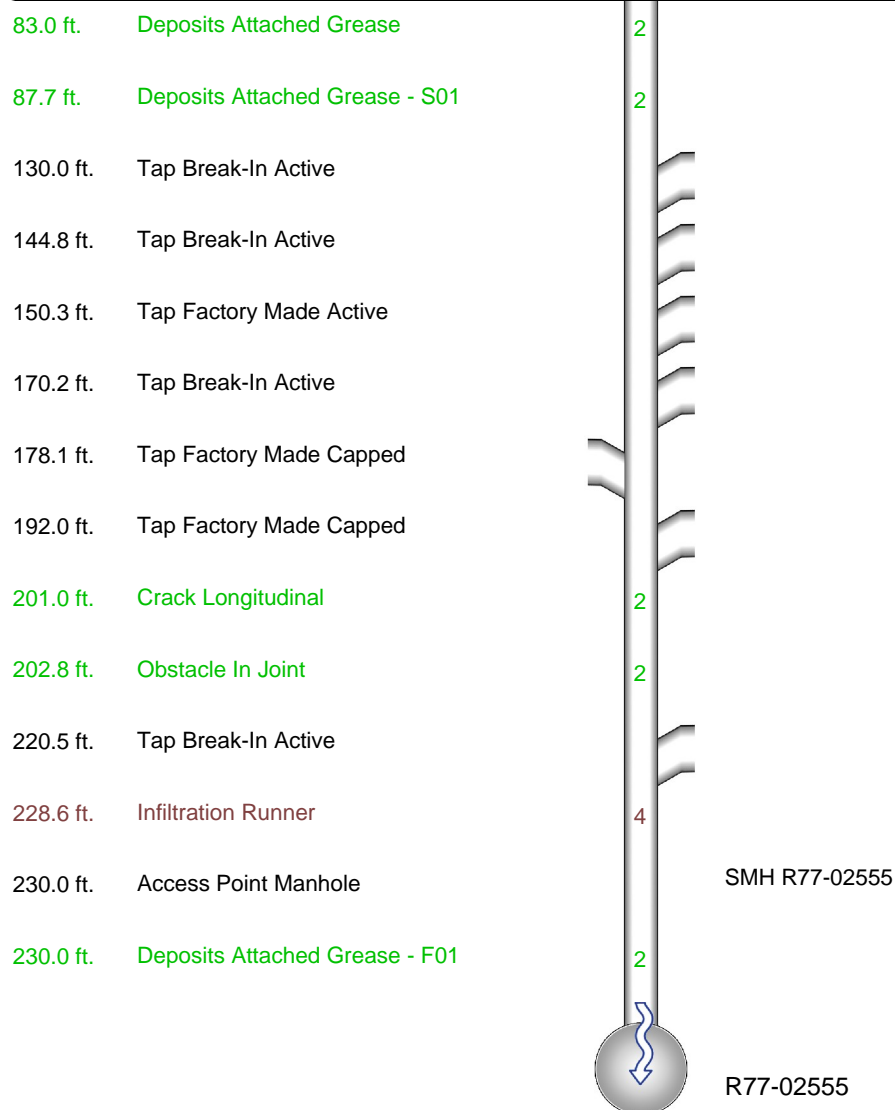 83.0 ft. Deposits Attached Grease 2
87.7 ft. Deposits Attached Grease - S01 2
130.0 ft. Tap Break-In Active
144.8 ft. Tap Break-In Active
150.3 ft. Tap Factory Made Active
170.2 ft. Tap Break-In Active
178.1 ft. Tap Factory Made Capped
192.0 ft. Tap Factory Made Capped
201.0 ft. Crack Longitudinal 2
202.8 ft. Obstacle In Joint 2
220.5 ft. Tap Break-In Active
228.6 ft. Infiltration Runner 4
230.0 ft. Access Point Manhole SMH R77-02555
230.0 ft. Deposits Attached Grease - F01 2
R77-02555